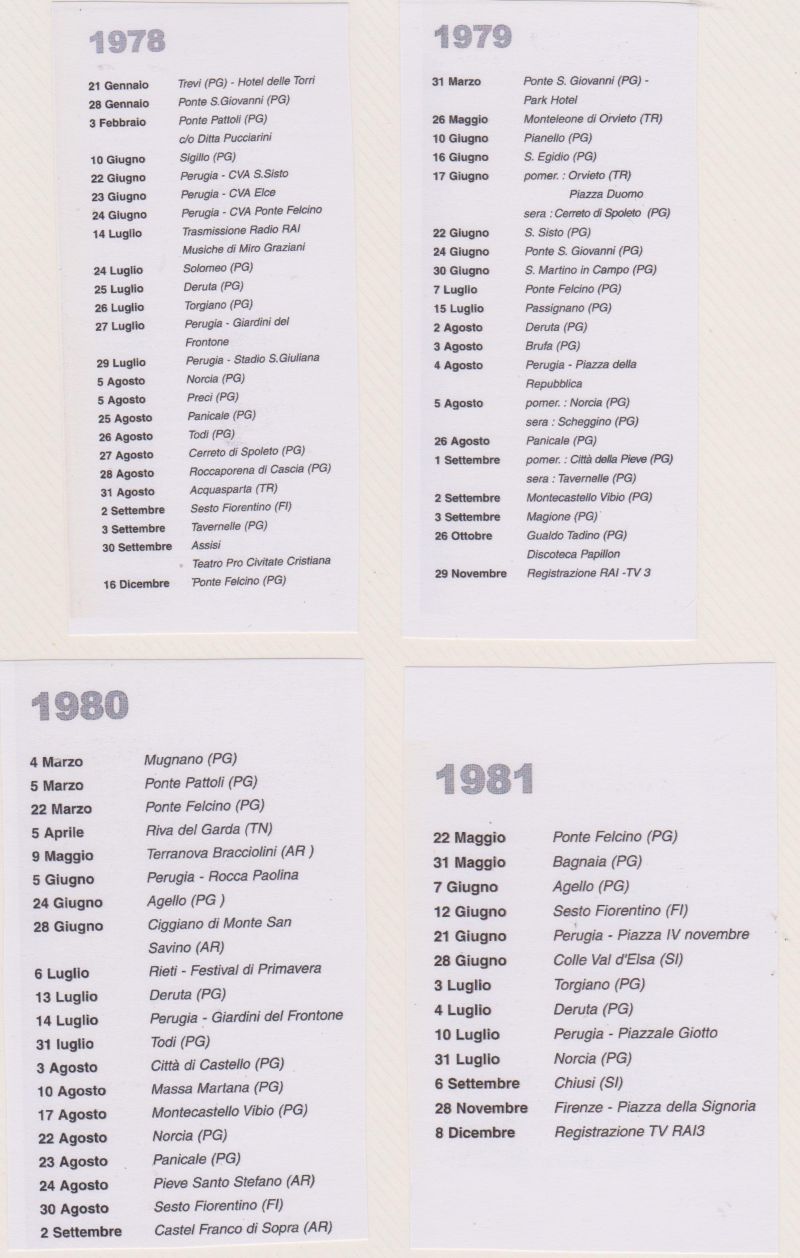 1978
21 Gennaio Trevi (PG) - Hotel delle Torri
28 Gennaio Ponte S.Giovanni (PG)
3 Febbraio Ponte Pattoli (PG)
c/o Ditta Pucciarini
10 Giugno Sigillo (PG)
22 Giugno Perugia - CVA S.Sisto
23 Giugno Perugia - CVA Elce
24 Giugno Perugia - CVA Ponte Felcino
14 Luglio Trasmissione Radio RAI
Musiche di Miro Graziani
24 Luglio Solomeo (PG)
25 Luglio Deruta (PG)
26 Luglio Torgiano (PG)
27 Luglio Perugia - Giardini del
Frontone
29 Luglio Perugia - Stadio S.Giuliana
5 Agosto Norcia (PG)
5 Agosto Preci (PG)
25 Agosto Panicale (PG)
26 Agosto Todi (PG)
27 Agosto Cerreto di Spoleto (PG)
28 Agosto Roccaporena di Cascia (PG)
31 Agosto Acquasparta (TR)
2 Settembre Sesto Fiorentino (FI)
3 Settembre Tavernelle (PG)
30 Settembre Assisi
Teatro Pro Civitate Cristiana
16 Dicembre Ponte Felcino (PG)
1979
31 Marzo Ponte S. Giovanni (PG) -
Park Hotel
26 Maggio Monteleone di Orvieto (TR)
10 Giugno Pianello (PG)
16 Giugno S. Egidio (PG)
17 Giugno pomer. : Orvieto (TR)
Piazza Duomo
sera : Cerreto di Spoleto (PG)
22 Giugno S. Sisto (PG)
24 Giugno Ponte S. Giovanni (PG)
30 Giugno S. Martino in Campo (PG)
7 Luglio Ponte Felcino (PG)
15 Luglio Passignano (PG)
2 Agosto Deruta (PG)
3 Agosto Brufa (PG)
4 Agosto Perugia - Piazza della
Repubblica
5 Agosto pomer. : Norcia (PG)
sera : Scheggino (PG)
26 Agosto Panicale (PG)
1 Settembre pomer. : Città della Pieve (PG)
sera : Tavernelle (PG)
2 Settembre Montecastello Vibio (PG)
3 Settembre Magione (PG)
26 Ottobre Gualdo Tadino (PG)
Discoteca Papillon
29 Novembre Registrazione RAI -TV 3
1980
4 Marzo Mugnano (PG)
5 Marzo Ponte Pattoli (PG)
22 Marzo Ponte Felcino (PG)
5 Aprile Riva del Garda (TN)
9 Maggio Terranova Bracciolini (AR )
5 Giugno Perugia - Rocca Paolina
24 Giugno Agello (PG )
28 Giugno Ciggiano di Monte San
Savino (AR)
6 Luglio Rieti - Festival di Primavera
13 Luglio Deruta (PG)
14 Luglio Perugia - Giardini del Frontone
31 luglio Todi (PG)
3 Agosto Città di Castello (PG)
10 Agosto Massa Martana (PG)
17 Agosto Montecastello Vibio (PG)
22 Agosto Norcia (PG)
23 Agosto Panicale (PG)
24 Agosto Pieve Santo Stefano (AR)
30 Agosto Sesto Fiorentino (FI)
2 Settembre Castel Franco di Sopra (AR)
1981
22 Maggio Ponte Felcino (PG)
31 Maggio Bagnaia (PG)
7 Giugno Agello (PG)
12 Giugno Sesto Fiorentino (FI)
21 Giugno Perugia - Piazza IV novembre
28 Giugno Colle Val d'Elsa (SI)
3 Luglio Torgiano (PG)
4 Luglio Deruta (PG)
10 Luglio Perugia - Piazzale Giotto
31 Luglio Norcia (PG)
6 Settembre Chiusi (SI)
28 Novembre Firenze - Piazza della Signoria
8 Dicembre Registrazione TV RAI3